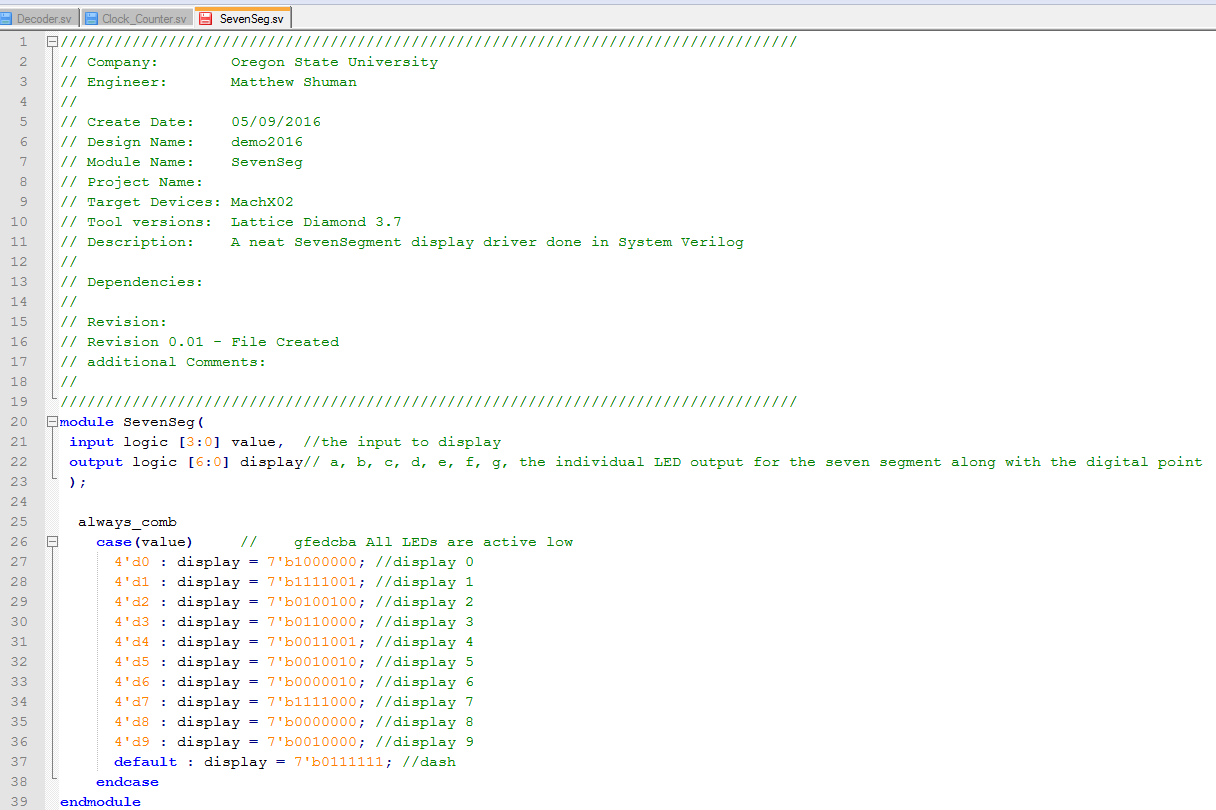 Decoder.sv Clock_Counter.sv SevenSeg.sv
1 //////////////////////////////////////////////////////////////////////////////////
2 // Company: Oregon State University
3 // Engineer: Matthew Shuman
4 //
5 // Create Date: 05/09/2016
6 // Design Name: demo2016
7 // Module Name: SevenSeg
8 // Project Name:
9 // Target Devices: MachX02
10 // Tool versions: Lattice Diamond 3.7
11 // Description: A neat SevenSegment display driver done in System Verilog
12 //
13 // Dependencies:
14 //
15 // Revision:
16 // Revision 0.01 - File Created
17 // additional Comments:
18 //
19 //////////////////////////////////////////////////////////////////////////////////
20 module SevenSeg(
21 input logic [3:0] value, //the input to display
22 output logic [6:0] display// a, b, c, d, e, f, g, the individual LED output for the seven segment along with the digital point
23 );
24
25 always_comb
26 case(value) // gfedcba All LEDs are active low
27 4'd0 : display = 7'b1000000; //display 0
28 4'd1 : display = 7'b1111001; //display 1
29 4'd2 : display = 7'b0100100; //display 2
30 4'd3 : display = 7'b0110000; //display 3
31 4'd4 : display = 7'b0011001; //display 4
32 4'd5 : display = 7'b0010010; //display 5
33 4'd6 : display = 7'b0000010; //display 6
34 4'd7 : display = 7'b1111000; //display 7
35 4'd8 : display = 7'b0000000; //display 8
36 4'd9 : display = 7'b0010000; //display 9
37 default : display = 7'b0111111; //dash
38 endcase
39 endmodule